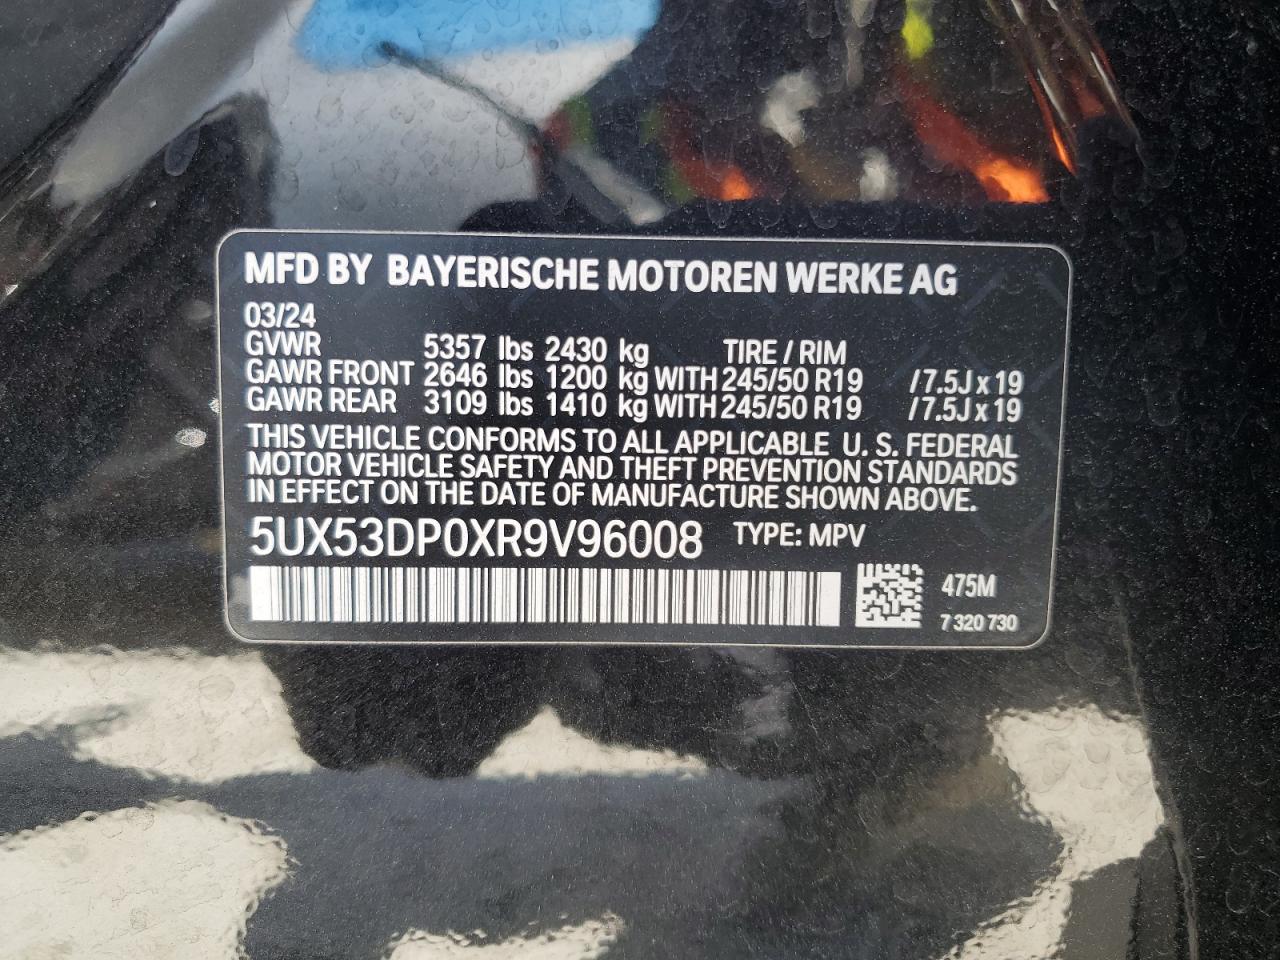 MFD BY BAYERISCHE MOTOREN WERKE AG
03/24
GVWR 5357 lbs 2430 kg TIRE / RIM
GAWR FRONT 2646 lbs 1200 kg WITH 245/50 R19 /7.5J x 19
GAWR REAR 3109 lbs 1410 kg WITH 245/50 R19 /7.5J x 19
THIS VEHICLE CONFORMS TO ALL APPLICABLE U. S. FEDERAL
MOTOR VEHICLE SAFETY AND THEFT PREVENTION STANDARDS
IN EFFECT ON THE DATE OF MANUFACTURE SHOWN ABOVE.
5UX53DP0XR9V96008 TYPE: MPV
475M
7 320 730